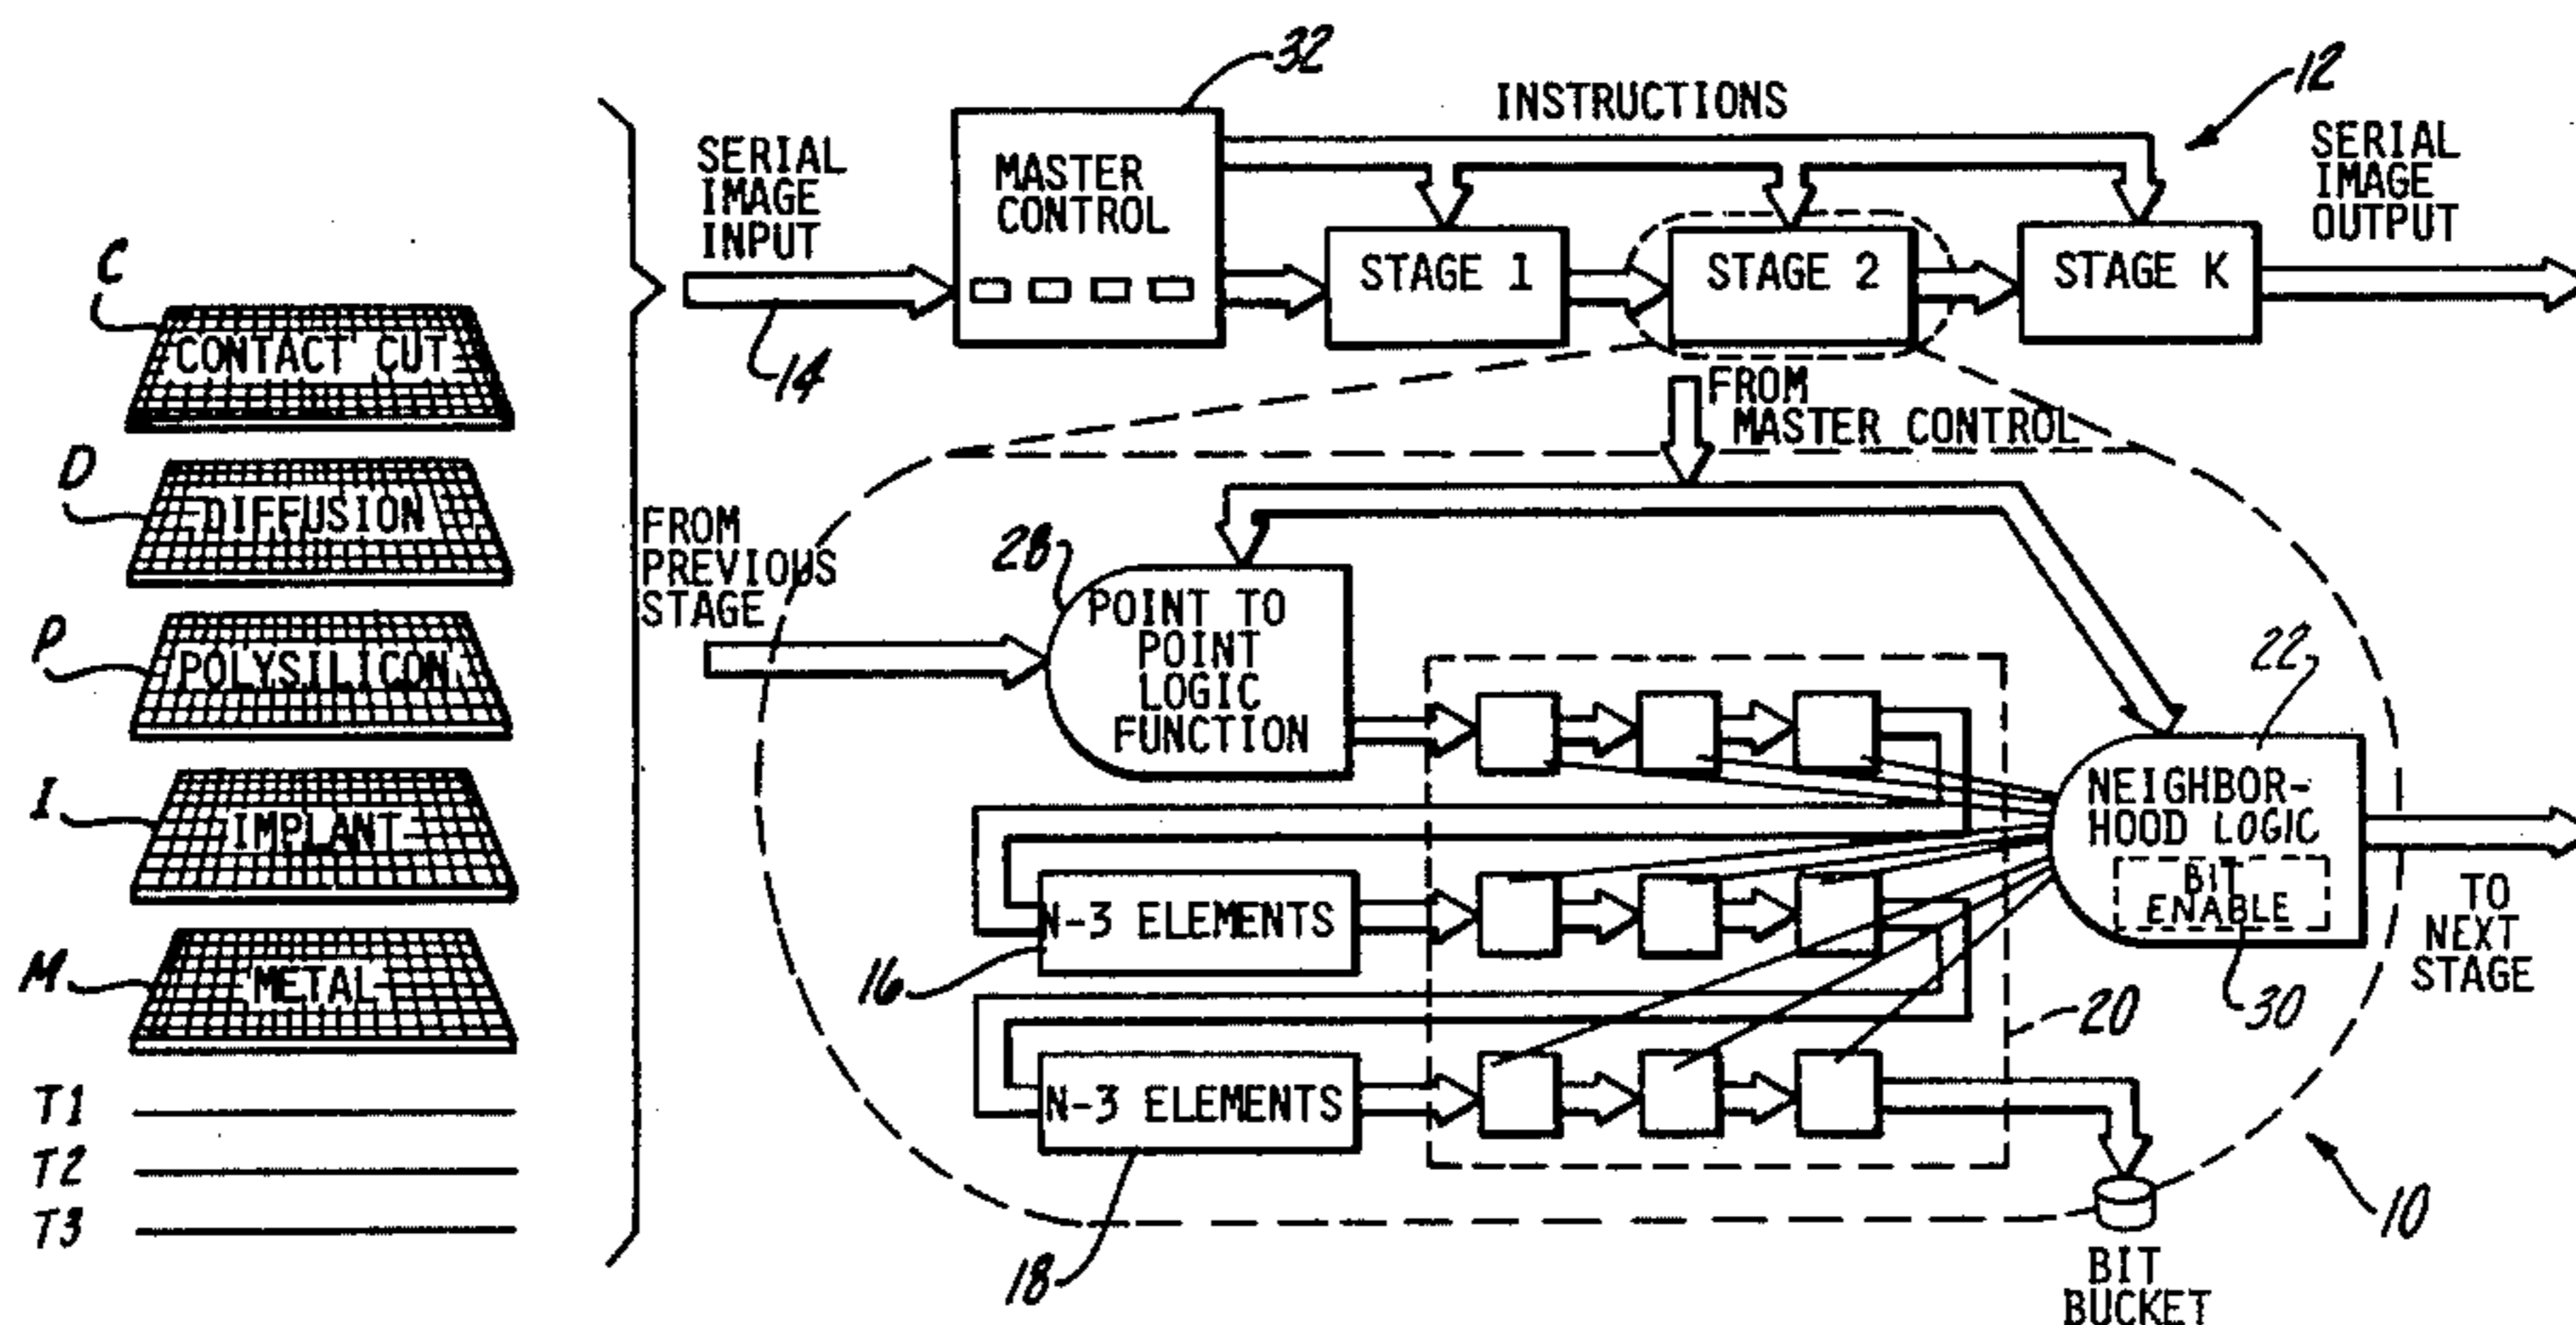 32
INSTRUCTIONS
12
SERIAL
IMAGE
INPUT
MASTER
CONTROL
SERIAL
IMAGE
OUTPUT
STAGE 1
STAGE 2
STAGE K
14
C
CONTACT CUT
D
DIFFUSION
P
POLYSILICON
I
IMPLANT
M
METAL
T1
T2
T3
FROM
MASTER CONTROL
FROM
PREVIOUS
STAGE
28
POINT TO
POINT
LOGIC
FUNCTION
22
NEIGHBOR-
HOOD LOGIC
BIT
ENABLE
30
TO
NEXT
STAGE
N-3 ELEMENTS
16
20
N-3 ELEMENTS
18
10
BIT
BUCKET